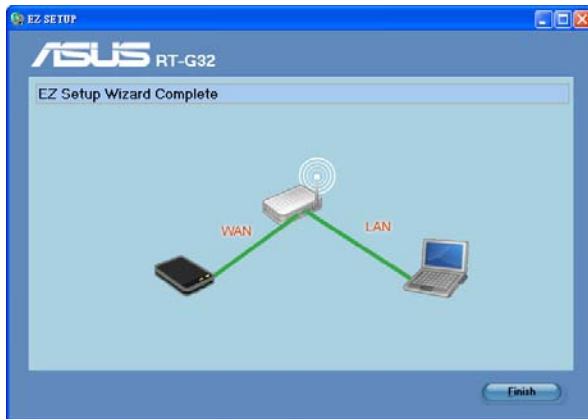 EZ SETUP
ASUS RT-G32
EZ Setup Wizard Complete
WAN
LAN
Finish